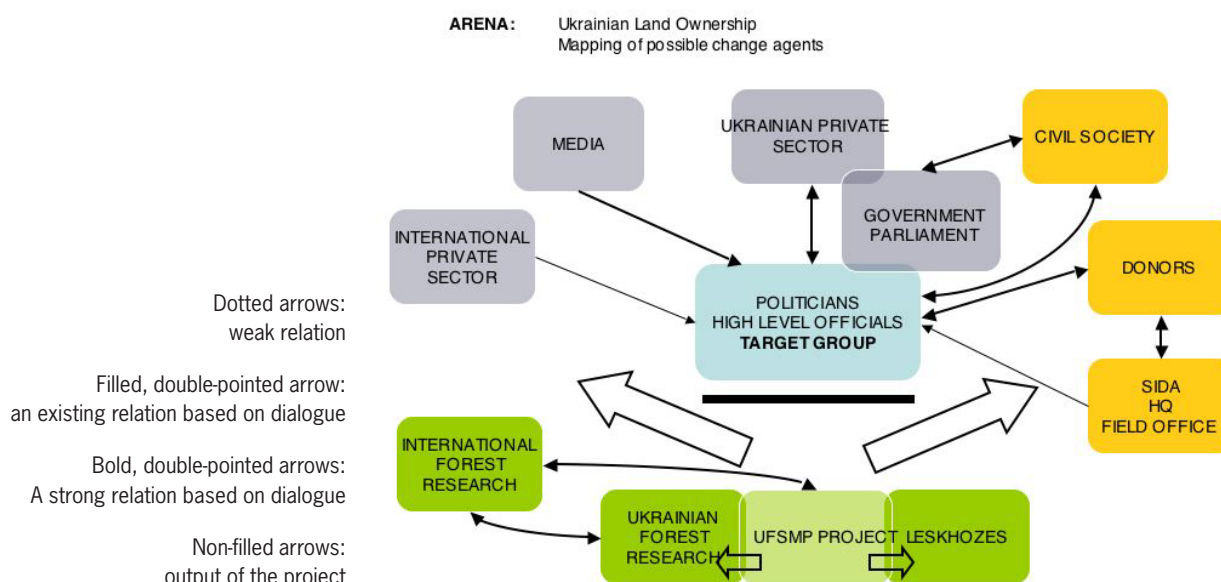 ARENA: Ukrainian Land Ownership
Mapping of possible change agents
MEDIA
UKRAINIAN PRIVATE
SECTOR
CIVIL SOCIETY
GOVERNMENT
PARLIAMENT
INTERNATIONAL
PRIVATE
SECTOR
DONORS
POLITICIANS
HIGH LEVEL OFFICIALS
TARGET GROUP
SIDA
HQ
FIELD OFFICE
INTERNATIONAL
FOREST
RESEARCH
UKRAINIAN
FOREST
RESEARCH
UFSMP PROJECT
LESKHOZES
Dotted arrows:
weak relation
Filled, double-pointed arrow:
an existing relation based on dialogue
Bold, double-pointed arrows:
A strong relation based on dialogue
Non-filled arrows:
output of the project